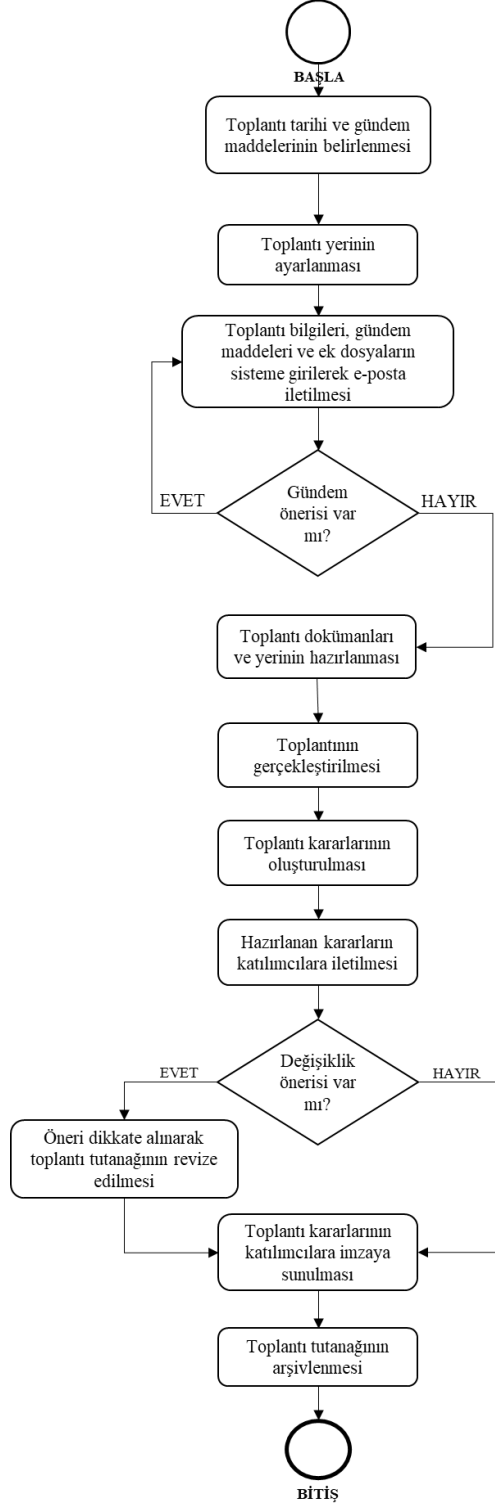 BAŞLA
Toplantı tarihi ve gündem
maddelerinin belirlenmesi
Toplantı yerinin
ayarlanması
Toplantı bilgileri, gündem
maddeleri ve ek dosyaların
sisteme girilerek e-posta
iletilmesi
Gündem
önerisi var
mı?
EVET
HAYIR
Toplantı dokümanları
ve yerinin hazırlanması
Toplantının
gerçekleştirilmesi
Toplantı kararlarının
oluşturulması
Hazırlanan kararların
katılımcılara iletilmesi
Değişiklik
önerisi var
mı?
EVET
HAYIR
Öneri dikkate alınarak
toplantı tutanağının revize
edilmesi
Toplantı kararlarının
katılımcılara imzaya
sunulması
Toplantı tutanağının
arşivlenmesi
BİTİŞ